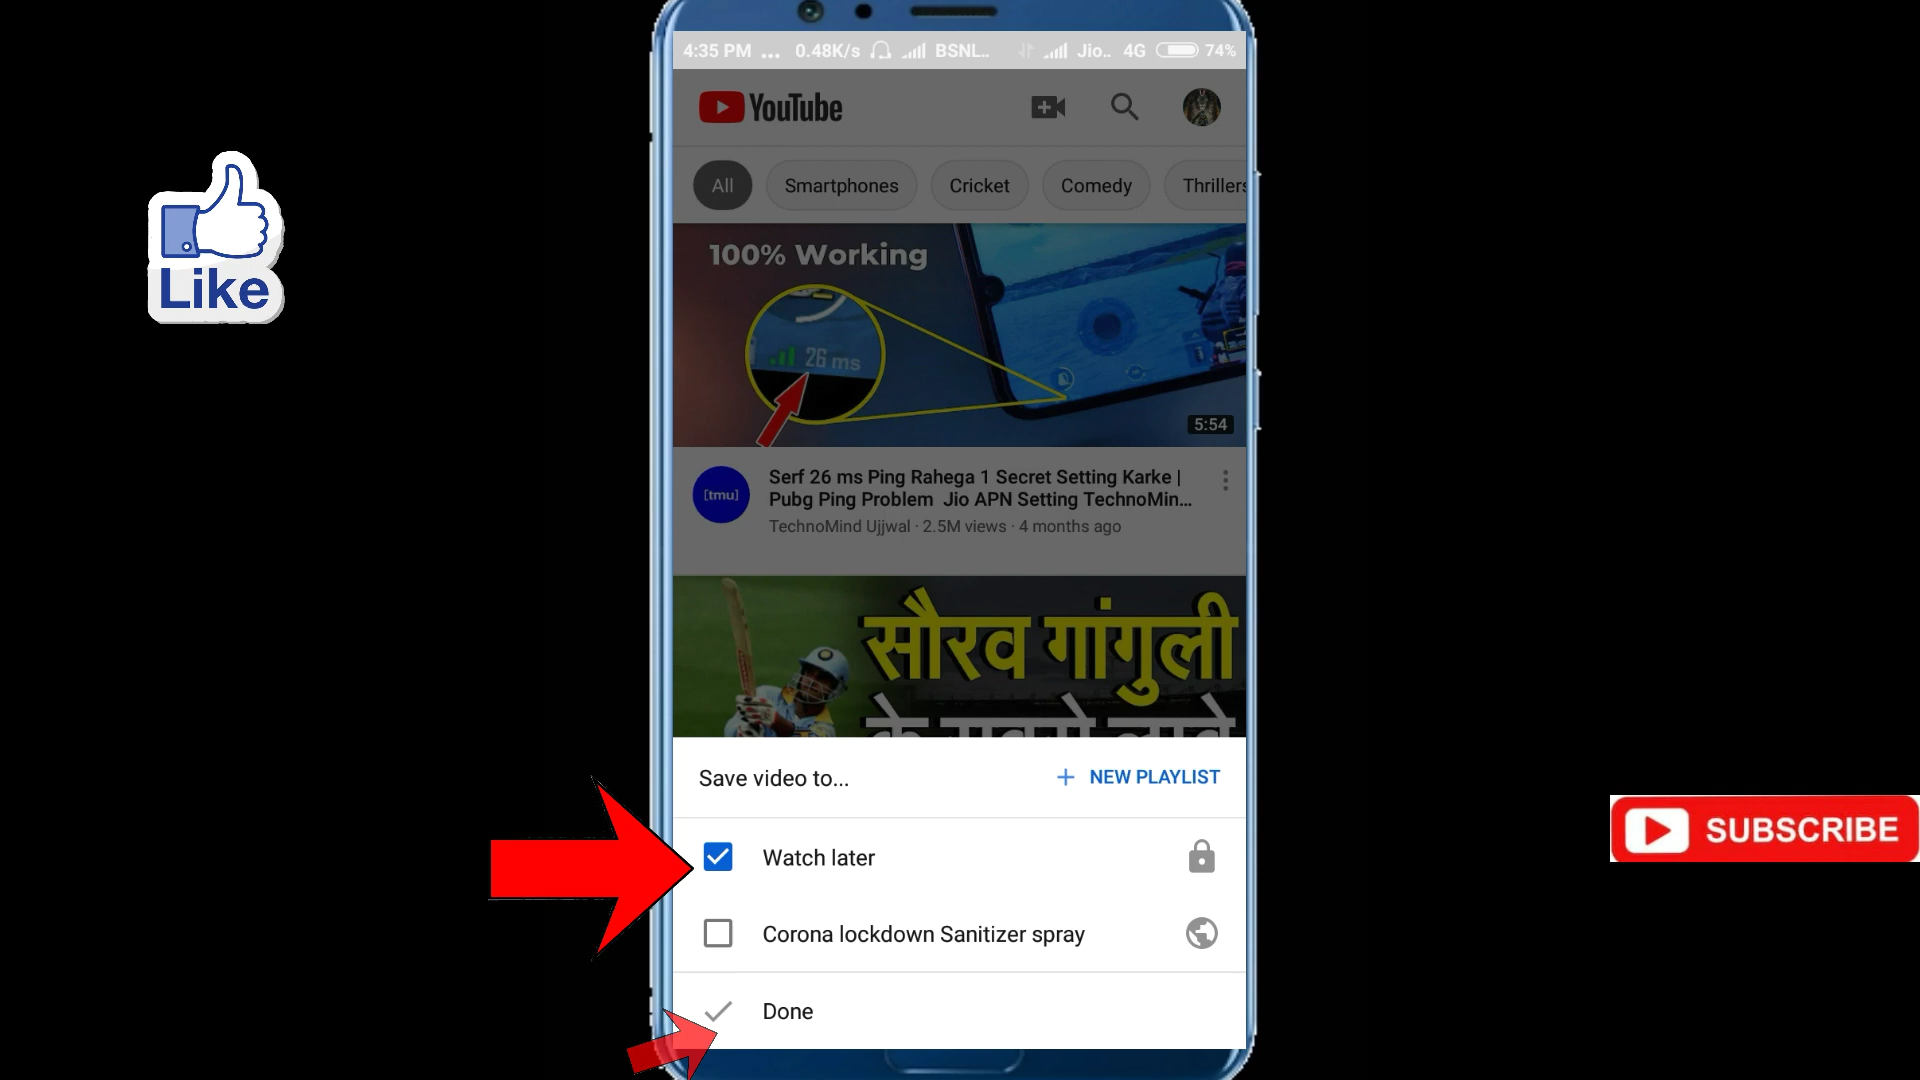 4:35 PM ... 0.48K/s BSNL.. Jio.. 4G 74%
YouTube
All Smartphones Cricket Comedy Thrillers
100% Working
26 ms
5:54
[tmu]
Serf 26 ms Ping Rahega 1 Secret Setting Karke |
Pubg Ping Problem Jio APN Setting TechnoMin...
TechnoMind Ujjwal · 2.5M views · 4 months ago
सौरव गांगुली
Save video to...
+ NEW PLAYLIST
Watch later
Corona lockdown Sanitizer spray
Done
Like
SUBSCRIBE